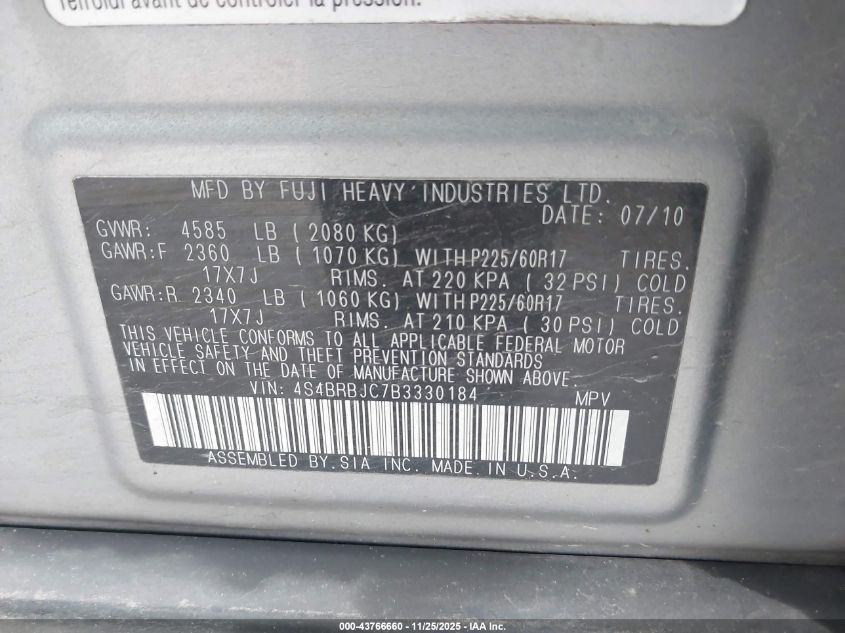 refroidi avant de contrôler la pression.
MFD BY FUJI HEAVY INDUSTRIES LTD.
DATE: 07/10
GVWR: 4585 LB ( 2080 KG)
GAWR:F 2360 LB ( 1070 KG) WITH P225/60R17 TIRES.
17X7J RIMS. AT 220 KPA ( 32 PSI) COLD
GAWR:R 2340 LB ( 1060 KG) WITH P225/60R17 TIRES.
17X7J RIMS. AT 210 KPA ( 30 PSI) COLD
THIS VEHICLE CONFORMS TO ALL APPLICABLE FEDERAL MOTOR
VEHICLE SAFETY AND THEFT PREVENTION STANDARDS
IN EFFECT ON THE DATE OF MANUFACTURE SHOWN ABOVE.
VIN: 4S4BRBJC7B3330184 MPV
ASSEMBLED BY SIA INC. MADE IN U.S.A.
000-43766660 - 11/25/2025 - IAA Inc.